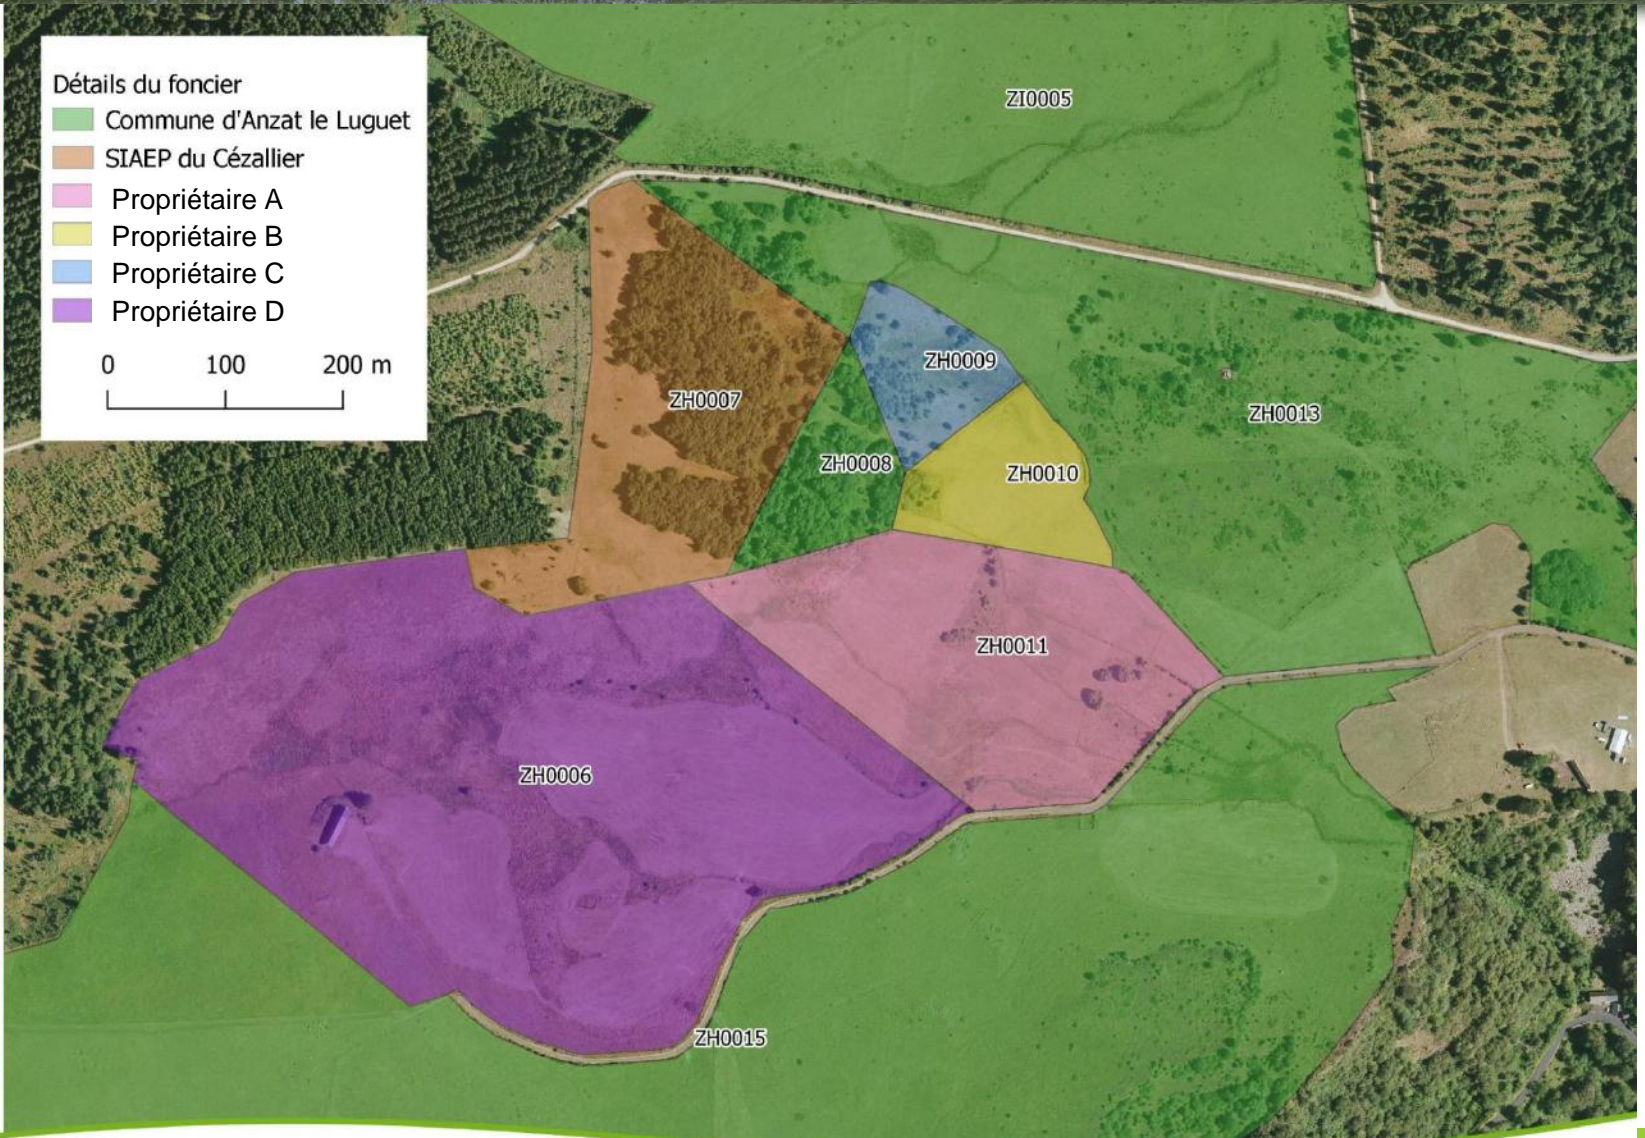 Détails du foncier
Commune d'Anzat le Luguet
SIAEP du Cézallier
Propriétaire A
Propriétaire B
Propriétaire C
Propriétaire D
0 100 200 m
ZI0005
ZH0009
ZH0007
ZH0013
ZH0008
ZH0010
ZH0011
ZH0006
ZH0015